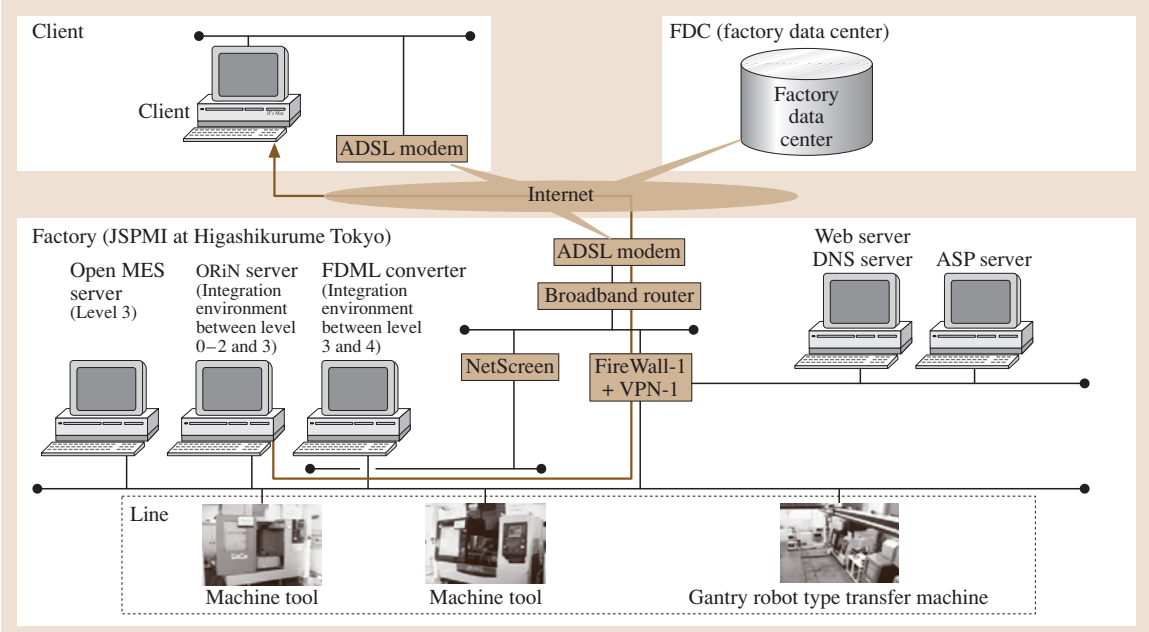 Client
Client
ADSL modem
FDC (factory data center)
Factory
data
center
Internet
Factory (JSPMI at Higashikurume Tokyo)
Open MES
server
(Level 3)
ORiN server
(Integration
environment
between level
0–2 and 3)
FDML converter
(Integration
environment
between level
3 and 4)
ADSL modem
Broadband router
NetScreen
FireWall-1
+ VPN-1
Web server
DNS server
ASP server
Line
Machine tool
Machine tool
Gantry robot type transfer machine